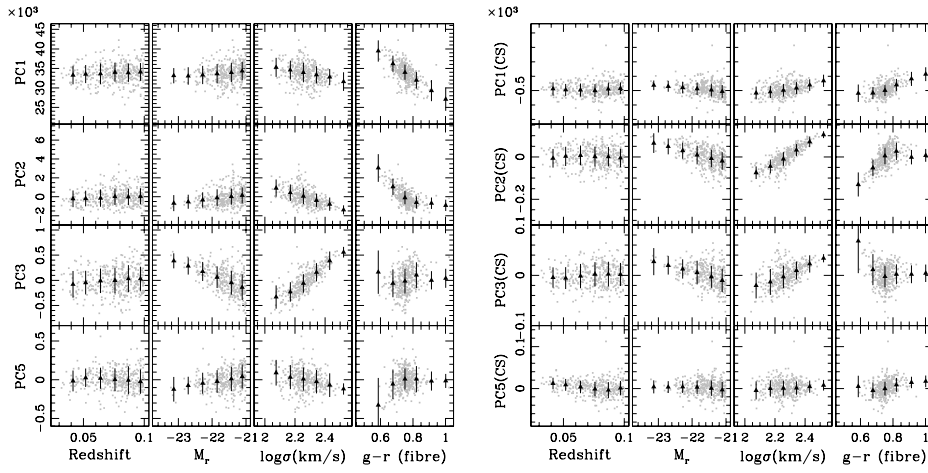 ×10³
×10³
PC1
25 30 35 40 45
PC1(CS)
−0.5
PC2
−2 0 2 4 6
PC2(CS)
−0.2 0
PC3
−0.5 0 0.5 1
PC3(CS)
−0.1 0 0.1
PC5
−0.5 0 0.5
PC5(CS)
0 0.1
0.05 0.1
−23 −22 −21
2 2.2 2.4
0.6 0.8 1
0.05 0.1
−23 −22 −21
2 2.2 2.4
0.6 0.8 1
Redshift
M_r
logσ(km/s)
g−r (fibre)
Redshift
M_r
logσ(km/s)
g−r (fibre)